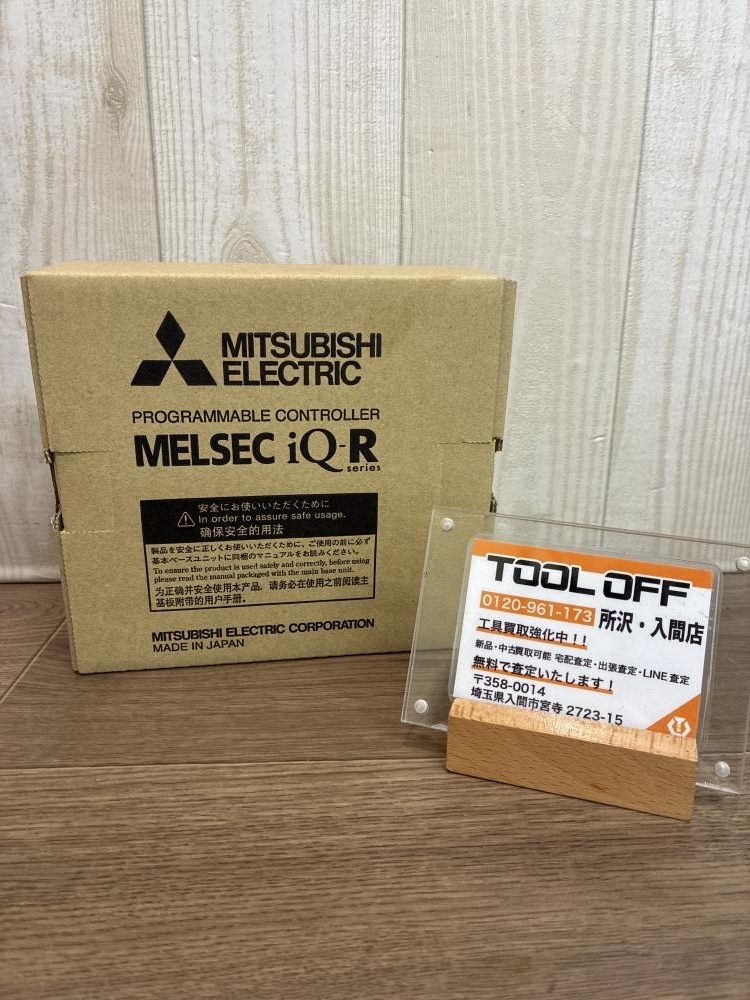 MITSUBISHI
ELECTRIC
PROGRAMMABLE CONTROLLER
MELSEC iQ-R
series
安全にお使いいただくために
In order to assure safe usage.
确保安全的用法
製品を安全に正しくお使いいただくために、ご使用の前に必ず
基本ベースユニットに同梱のマニュアルをお読みください。
To ensure the product is used safely and correctly, before using
please read the manual packaged with the main base unit.
为正确并安全使用本产品，请务必在使用之前阅读主
基板附带的用户手册。
MITSUBISHI ELECTRIC CORPORATION
MADE IN JAPAN
TOOL OFF
0120-961-173 所沢・入間店
工具買取強化中！！
新品・中古買取可能 宅配査定・出張査定・LINE査定
無料で査定いたします！
〒358-0014
埼玉県入間市宮寺 2723-15